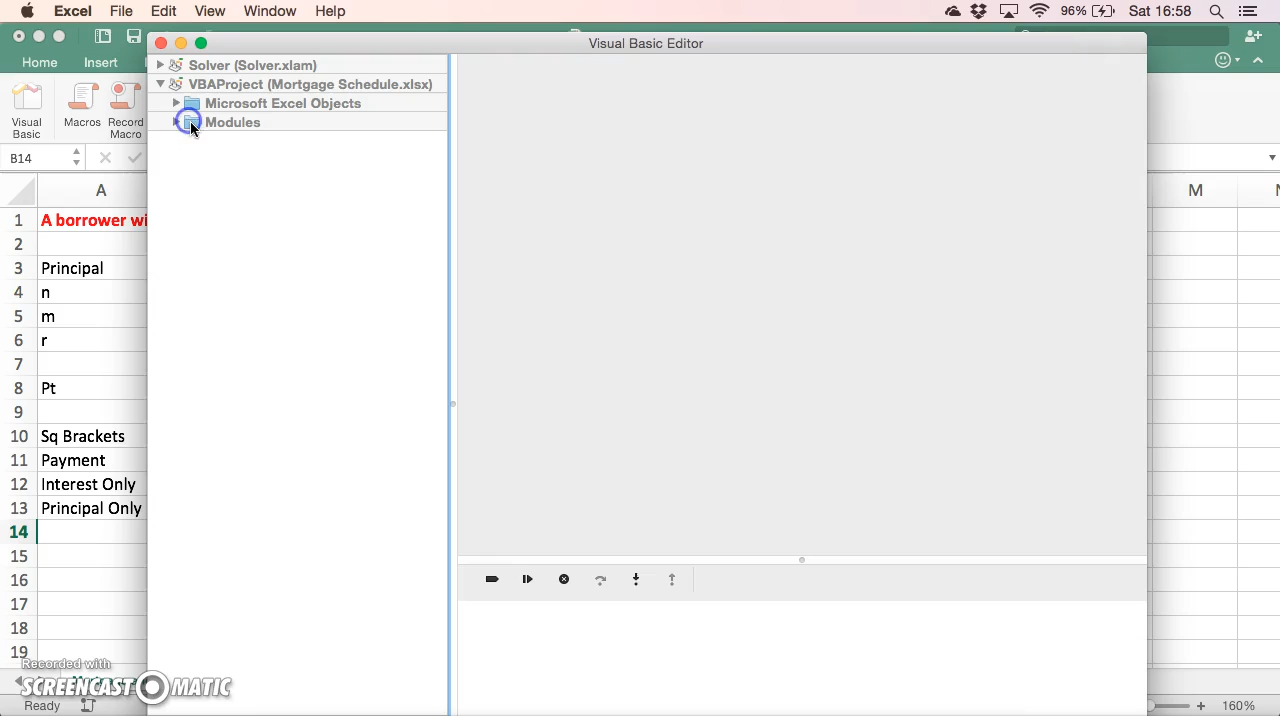 Excel File Edit View Window Help 96% Sat 16:58
Visual Basic Editor
Home Insert
Visual Basic
Macros
Record Macro
Solver (Solver.xlam)
VBAProject (Mortgage Schedule.xlsx)
Microsoft Excel Objects
Modules
B14
A M
1 A borrower wi
2
3 Principal
4 n
5 m
6 r
7
8 Pt
9
10 Sq Brackets
11 Payment
12 Interest Only
13 Principal Only
14
15
16
17
18
19
Recorded with
SCREENCAST MATIC
Ready 160%